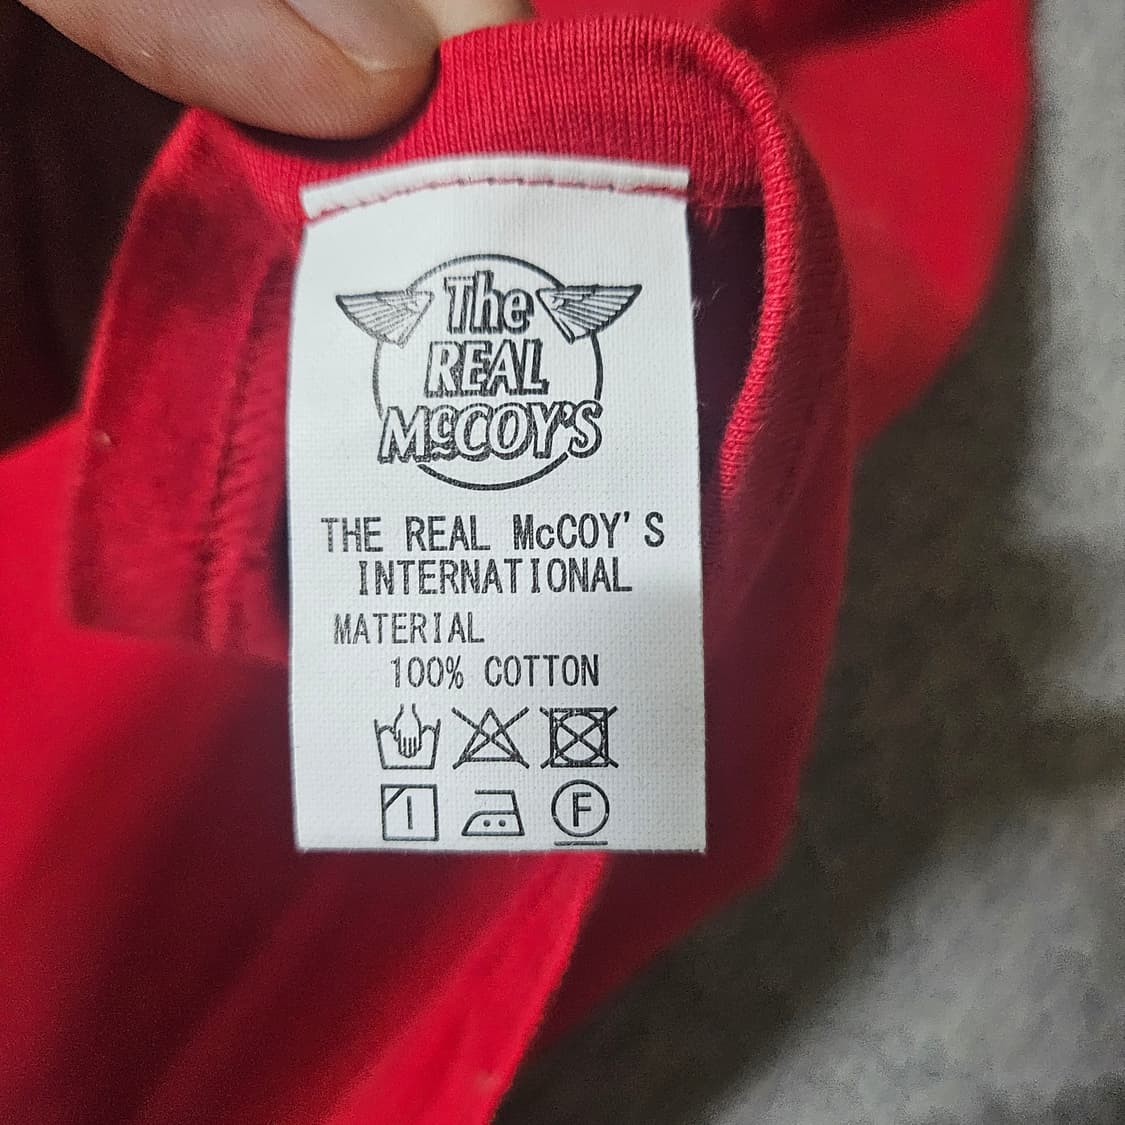 The
REAL
McCOY'S
THE REAL McCOY'S
INTERNATIONAL
MATERIAL
100% COTTON
F